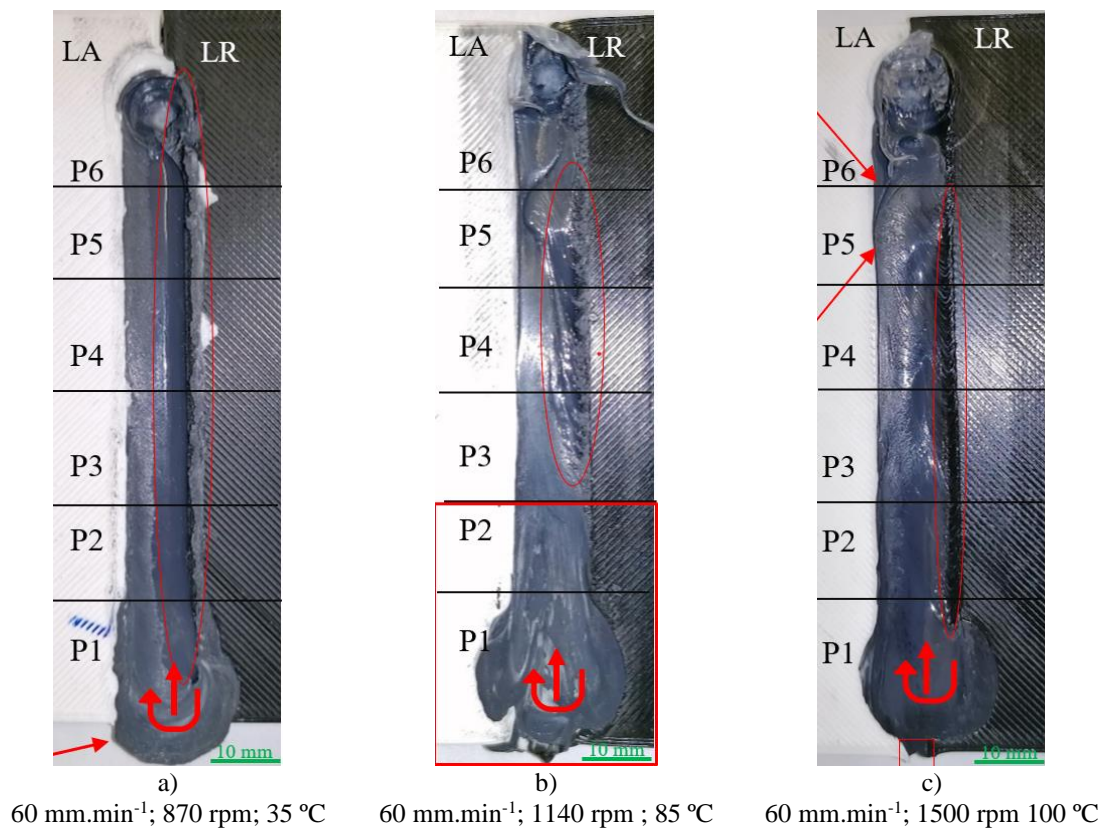 LA LR
P6
P5
P4
P3
P2
P1
10 mm
a)
60 mm.min-1; 870 rpm; 35 ºC
LA LR
P6
P5
P4
P3
P2
P1
10 mm
b)
60 mm.min-1; 1140 rpm ; 85 ºC
LA LR
P6
P5
P4
P3
P2
P1
10 mm
c)
60 mm.min-1; 1500 rpm 100 ºC